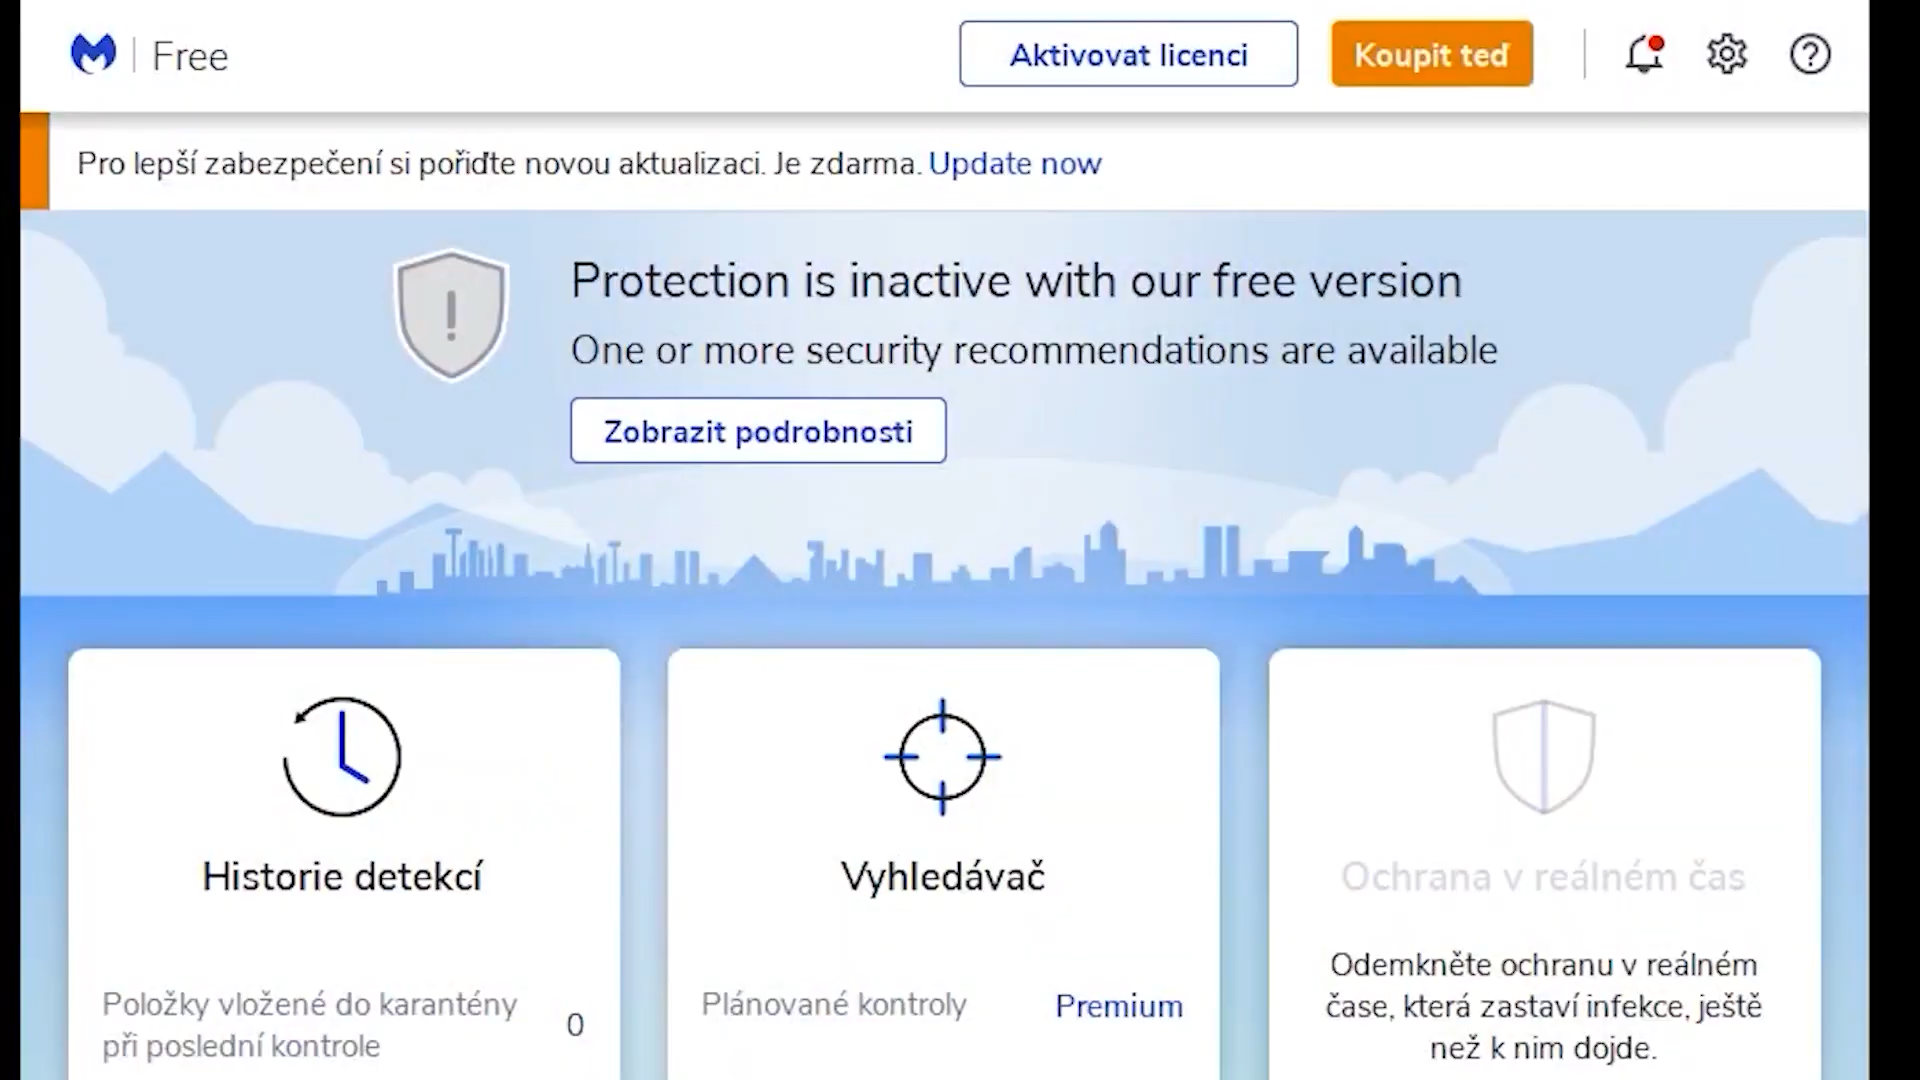 Free
Aktivovat licenci
Koupit teď
Pro lepší zabezpečení si pořiďte novou aktualizaci. Je zdarma. Update now
Protection is inactive with our free version
One or more security recommendations are available
Zobrazit podrobnosti
Historie detekcí
Položky vložené do karantény
při poslední kontrole
0
Vyhledávač
Plánované kontroly
Premium
Ochrana v reálném čas
Odemkněte ochranu v reálném
čase, která zastaví infekce, ještě
než k nim dojde.